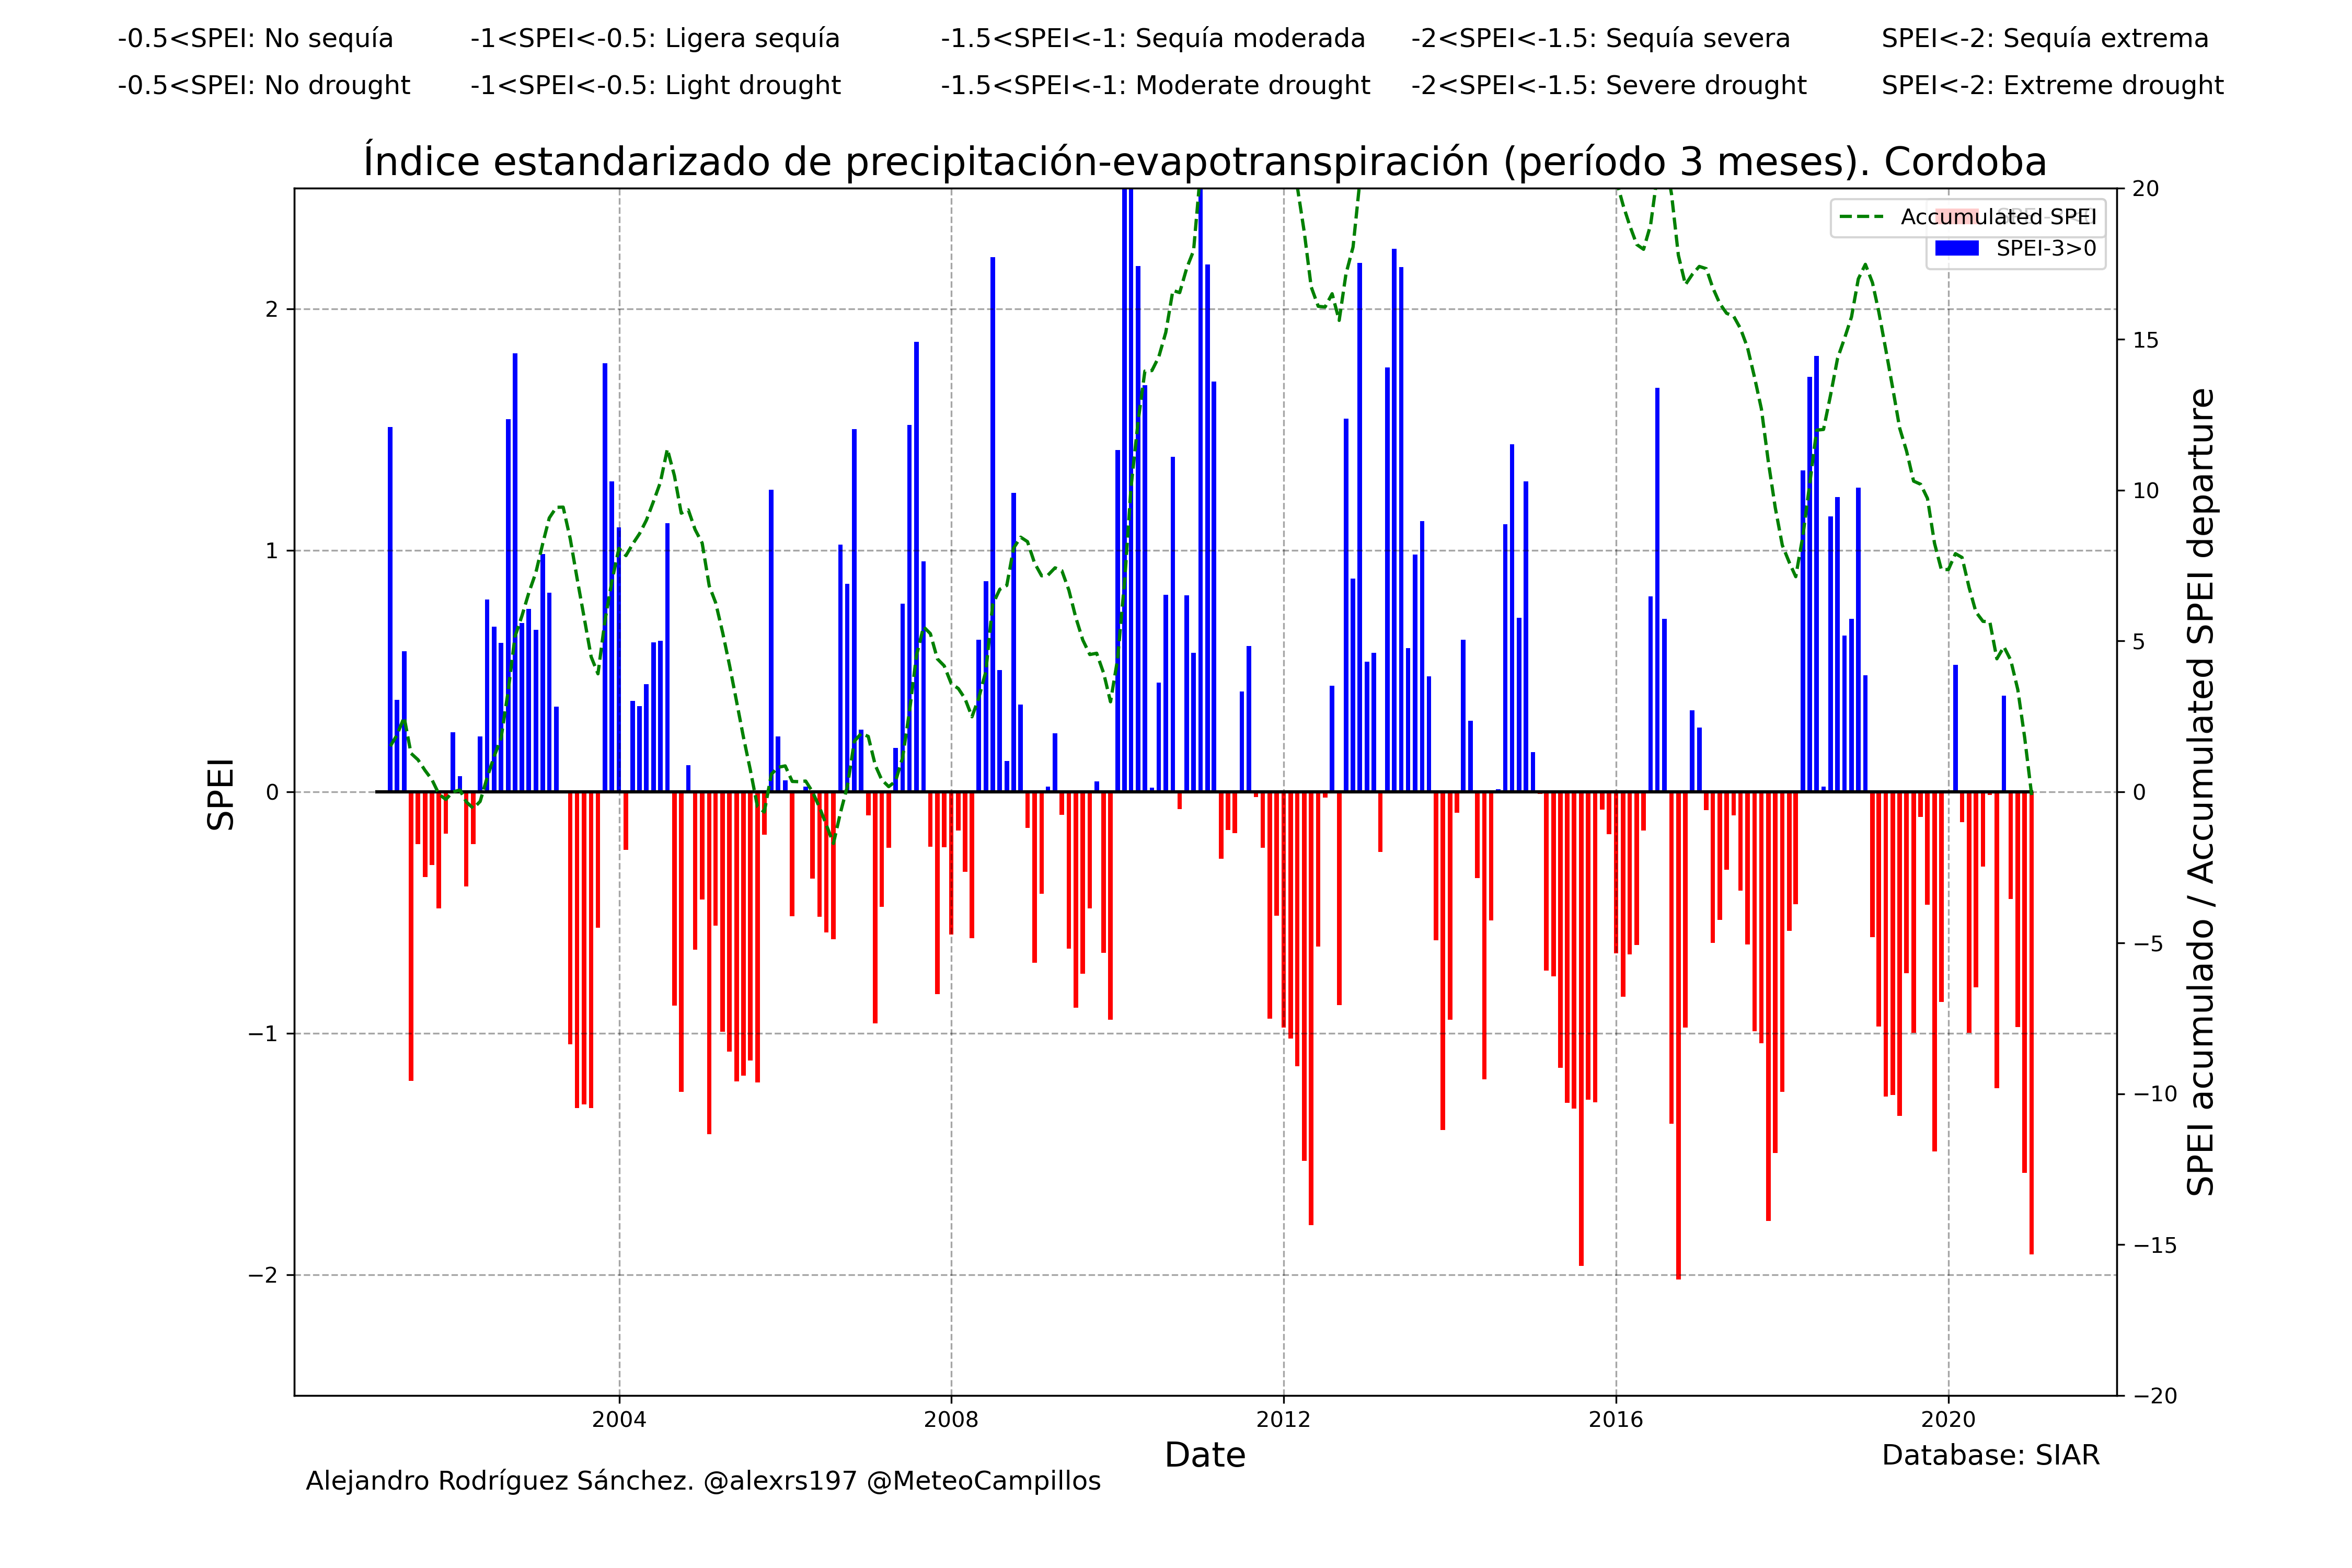 -0.5<SPEI: No sequía -1<SPEI<-0.5: Ligera sequía -1.5<SPEI<-1: Sequía moderada -2<SPEI<-1.5: Sequía severa SPEI<-2: Sequía extrema
-0.5<SPEI: No drought -1<SPEI<-0.5: Light drought -1.5<SPEI<-1: Moderate drought -2<SPEI<-1.5: Severe drought SPEI<-2: Extreme drought
Índice estandarizado de precipitación-evapotranspiración (período 3 meses). Cordoba
Accumulated SPEI
SPEI-3>0
SPEI
2
1
0
−1
−2
20
15
10
5
0
−5
−10
−15
−20
SPEI acumulado / Accumulated SPEI departure
2004 2008 2012 2016 2020
Date
Database: SIAR
Alejandro Rodríguez Sánchez. @alexrs197 @MeteoCampillos